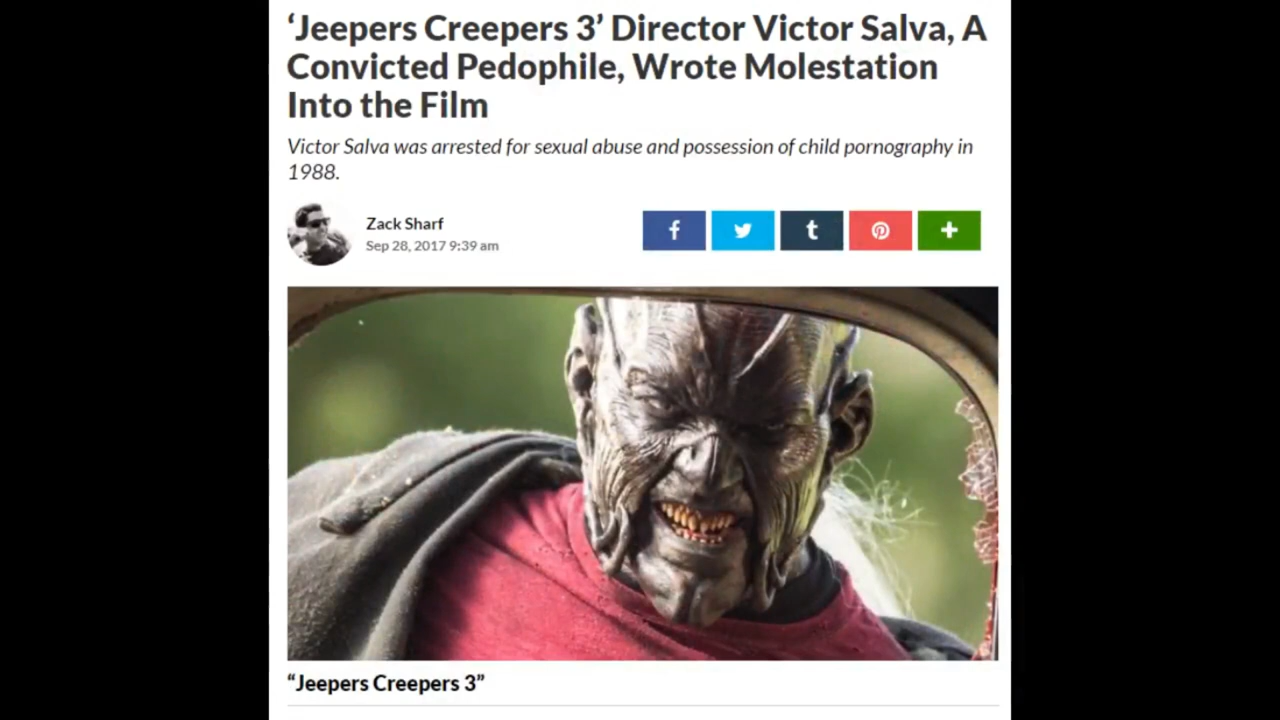 ‘Jeepers Creepers 3’ Director Victor Salva, A
Convicted Pedophile, Wrote Molestation
Into the Film
Victor Salva was arrested for sexual abuse and possession of child pornography in
1988.
Zack Sharf
Sep 28, 2017 9:39 am
“Jeepers Creepers 3”